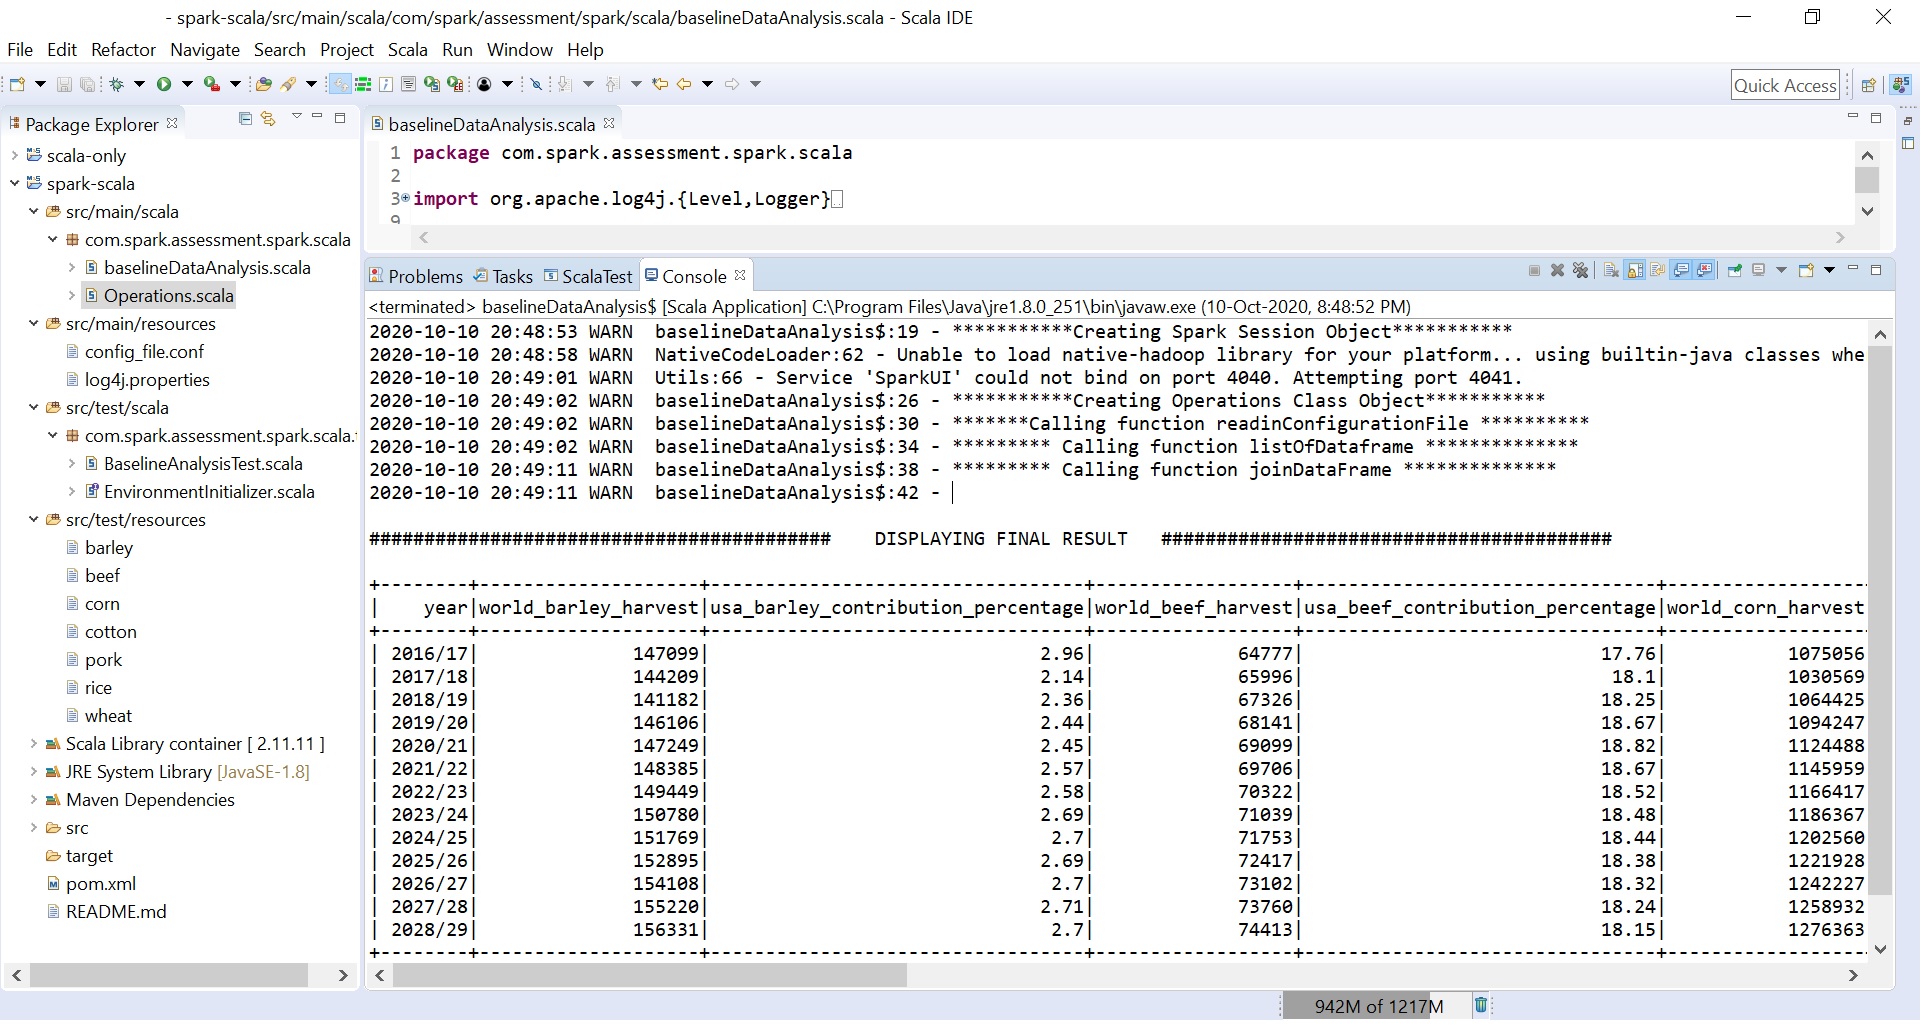 - spark-scala/src/main/scala/com/spark/assessment/spark/scala/baselineDataAnalysis.scala - Scala IDE
File Edit Refactor Navigate Search Project Scala Run Window Help
Quick Access
Package Explorer
scala-only
spark-scala
src/main/scala
com.spark.assessment.spark.scala
baselineDataAnalysis.scala
Operations.scala
src/main/resources
config_file.conf
log4j.properties
src/test/scala
com.spark.assessment.spark.scala.
BaselineAnalysisTest.scala
EnvironmentInitializer.scala
src/test/resources
barley
beef
corn
cotton
pork
rice
wheat
Scala Library container [ 2.11.11 ]
JRE System Library [JavaSE-1.8]
Maven Dependencies
src
target
pom.xml
README.md
baselineDataAnalysis.scala
1 package com.spark.assessment.spark.scala
2
3 import org.apache.log4j.{Level,Logger}
9
Problems Tasks ScalaTest Console
<terminated> baselineDataAnalysis$ [Scala Application] C:\Program Files\Java\jre1.8.0_251\bin\javaw.exe (10-Oct-2020, 8:48:52 PM)
2020-10-10 20:48:53 WARN  baselineDataAnalysis$:19 - ***********Creating Spark Session Object***********
2020-10-10 20:48:58 WARN  NativeCodeLoader:62 - Unable to load native-hadoop library for your platform... using builtin-java classes whe
2020-10-10 20:49:01 WARN  Utils:66 - Service 'SparkUI' could not bind on port 4040. Attempting port 4041.
2020-10-10 20:49:02 WARN  baselineDataAnalysis$:26 - ***********Creating Operations Class Object***********
2020-10-10 20:49:02 WARN  baselineDataAnalysis$:30 - *******Calling function readinConfigurationFile **********
2020-10-10 20:49:02 WARN  baselineDataAnalysis$:34 - ********* Calling function listOfDataframe **************
2020-10-10 20:49:11 WARN  baselineDataAnalysis$:38 - ********* Calling function joinDataFrame **************
2020-10-10 20:49:11 WARN  baselineDataAnalysis$:42 -
##########################################    DISPLAYING FINAL RESULT   #########################################
+--------+--------------------+----------------------------------+------------------+--------------------------------+------------------
|    year|world_barley_harvest|usa_barley_contribution_percentage|world_beef_harvest|usa_beef_contribution_percentage|world_corn_harvest
+--------+--------------------+----------------------------------+------------------+--------------------------------+------------------
| 2016/17|              147099|                              2.96|             64777|                           17.76|           1075056
| 2017/18|              144209|                              2.14|             65996|                            18.1|           1030569
| 2018/19|              141182|                              2.36|             67326|                           18.25|           1064425
| 2019/20|              146106|                              2.44|             68141|                           18.67|           1094247
| 2020/21|              147249|                              2.45|             69099|                           18.82|           1124488
| 2021/22|              148385|                              2.57|             69706|                           18.67|           1145959
| 2022/23|              149449|                              2.58|             70322|                           18.52|           1166417
| 2023/24|              150780|                              2.69|             71039|                           18.48|           1186367
| 2024/25|              151769|                               2.7|             71753|                           18.44|           1202560
| 2025/26|              152895|                              2.69|             72417|                           18.38|           1221928
| 2026/27|              154108|                               2.7|             73102|                           18.32|           1242227
| 2027/28|              155220|                              2.71|             73760|                           18.24|           1258932
| 2028/29|              156331|                               2.7|             74413|                           18.15|           1276363
+--------+--------------------+----------------------------------+------------------+--------------------------------+------------------
942M of 1217M